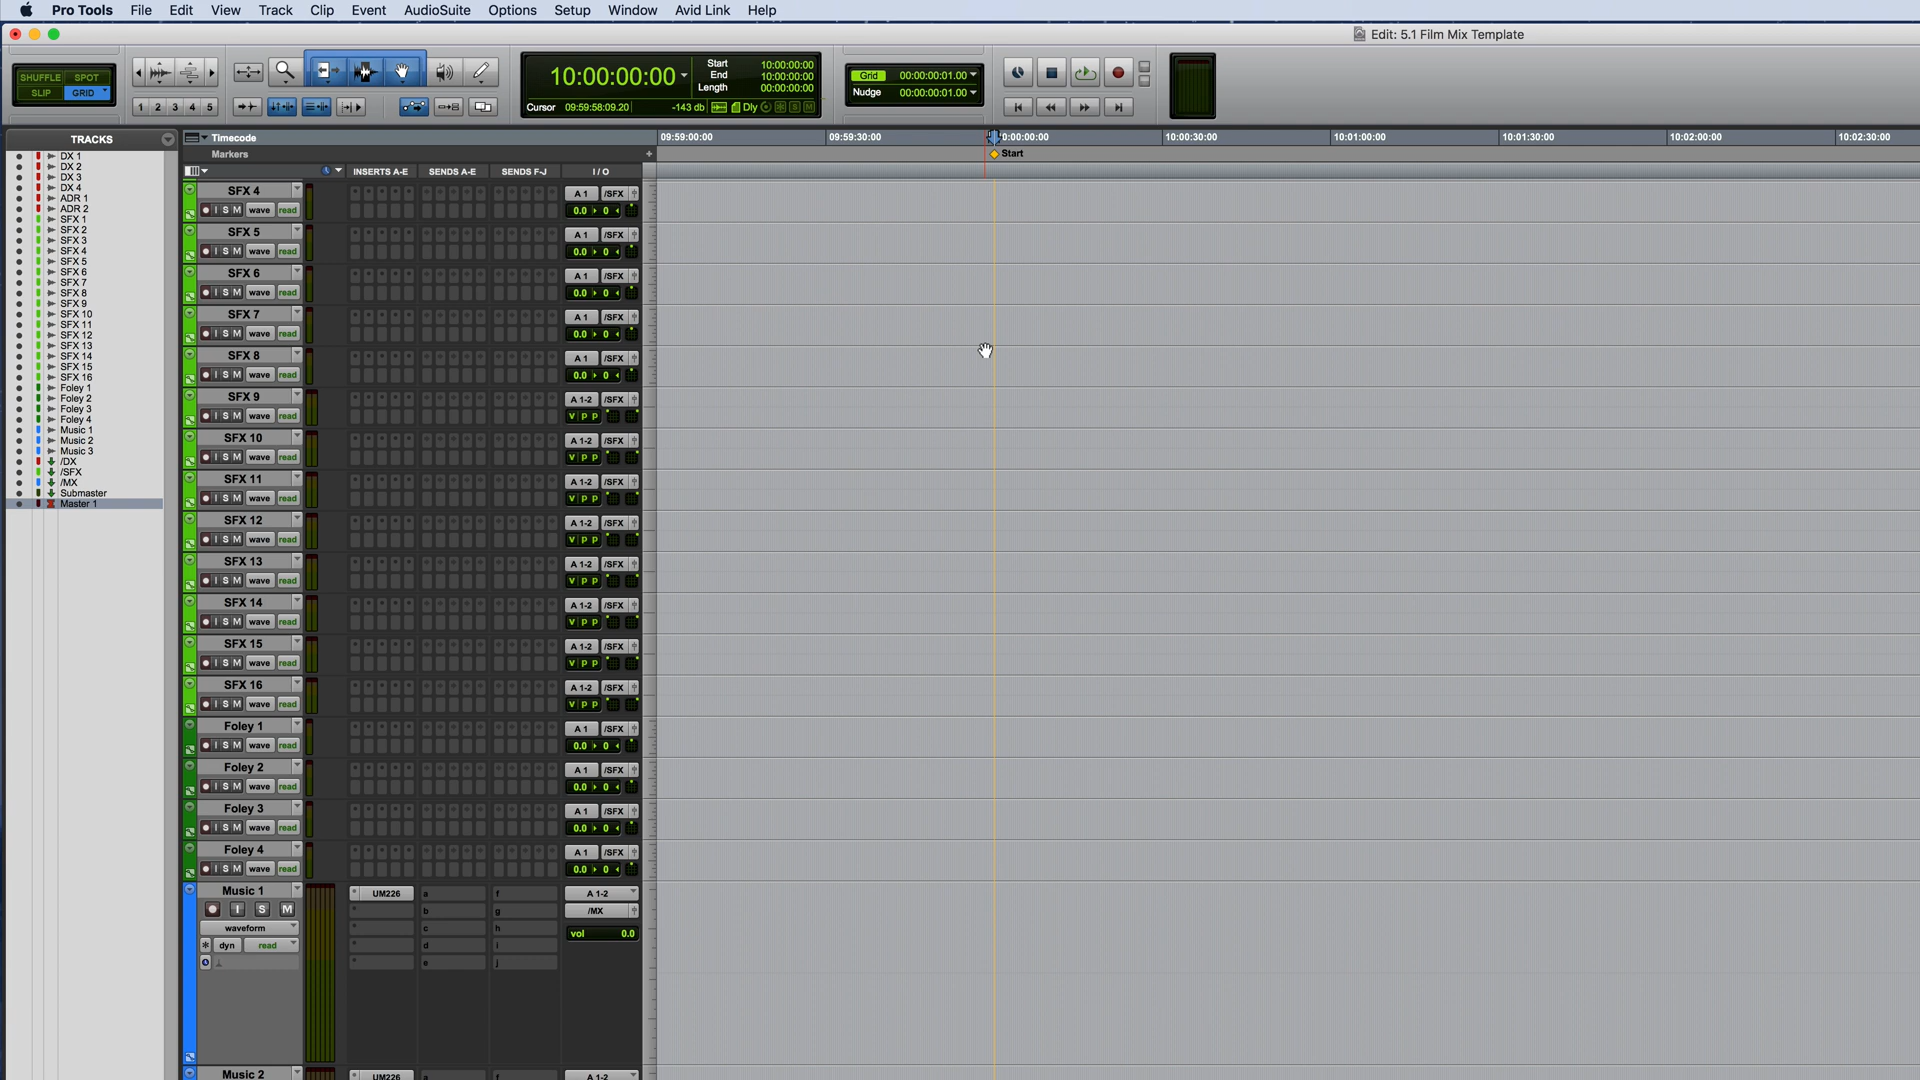 Pro Tools File Edit View Track Clip Event AudioSuite Options Setup Window Avid Link Help
Edit: 5.1 Film Mix Template
SHUFFLE SPOT
SLIP GRID
1 2 3 4 5
10:00:00:00
Start 10:00:00:00
End 10:00:00:00
Length 00:00:00:00
Cursor 09:59:58:09.20 -143 db Dly S M
Grid 00:00:00:01.00
Nudge 00:00:00:01.00
TRACKS
DX 1
DX 2
DX 3
DX 4
ADR 1
ADR 2
SFX 1
SFX 2
SFX 3
SFX 4
SFX 5
SFX 6
SFX 7
SFX 8
SFX 9
SFX 10
SFX 11
SFX 12
SFX 13
SFX 14
SFX 15
SFX 16
Foley 1
Foley 2
Foley 3
Foley 4
Music 1
Music 2
Music 3
/DX
/SFX
/MX
Submaster
Master 1
Timecode 09:59:00:00 09:59:30:00 0:00:00:00 10:00:30:00 10:01:00:00 10:01:30:00 10:02:00:00 10:02:30:00
Markers + Start
INSERTS A-E SENDS A-E SENDS F-J I / O
SFX 4 A 1 /SFX
I S M wave read 0.0 0
SFX 5 A 1 /SFX
I S M wave read 0.0 0
SFX 6 A 1 /SFX
I S M wave read 0.0 0
SFX 7 A 1 /SFX
I S M wave read 0.0 0
SFX 8 A 1 /SFX
I S M wave read 0.0 0
SFX 9 A 1-2 /SFX
I S M wave read v p p
SFX 10 A 1-2 /SFX
I S M wave read v p p
SFX 11 A 1-2 /SFX
I S M wave read v p p
SFX 12 A 1-2 /SFX
I S M wave read v p p
SFX 13 A 1-2 /SFX
I S M wave read v p p
SFX 14 A 1-2 /SFX
I S M wave read v p p
SFX 15 A 1-2 /SFX
I S M wave read v p p
SFX 16 A 1-2 /SFX
I S M wave read v p p
Foley 1 A 1 /SFX
I S M wave read 0.0 0
Foley 2 A 1 /SFX
I S M wave read 0.0 0
Foley 3 A 1 /SFX
I S M wave read 0.0 0
Foley 4 A 1 /SFX
I S M wave read 0.0 0
Music 1 UM226 a f A 1-2
I S M b g /MX
waveform c h vol 0.0
dyn read d i
e j
Music 2 UM226 a f A 1-2